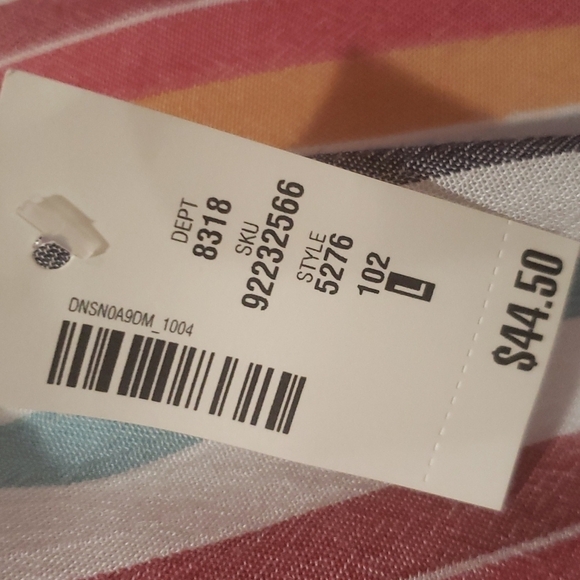 DEPT
8318
SKU
92232566
STYLE
5276
102
L
$44.50
DNSN0A9DM_1004